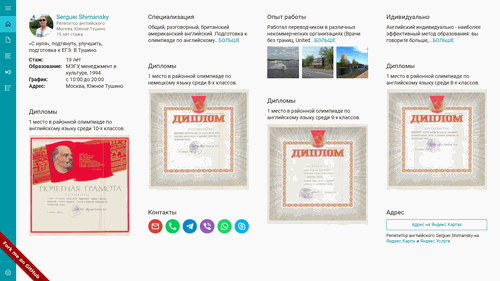 Serguei Shimansky
Репетитор английского
Москва, Южное Тушино
19 лет стажа
«С нуля», подтянуть, улучшить,
подготовка к ЕГЭ. В Тушино.
Стаж: 19 лет
Образование: МЭГУ, менеджмент в
культуре, 1994
График: с 10:00 до 20:00
Адрес: Москва, Южное Тушино
Дипломы
1 место в районной олимпиаде по
английскому языку среди 10-х классов.
ПОЧЕТНАЯ ГРАМОТА
Специализация
Общий, разговорный, британский
американский английский. Подготовка к
олимпиаде по английскому.. БОЛЬШЕ
Дипломы
1 место в районной олимпиаде по
немецкому языку среди 8-х классов.
ДИПЛОМ
Контакты
Опыт работы
Работал переводчиком в различных
некоммерческих организациях (Врачи
без границ, United.. БОЛЬШЕ
Дипломы
1 место в районной олимпиаде по
английскому языку среди 9-х классов.
ДИПЛОМ
Идивидуально
Английский индивидуально - наиболее
эффективный метод образования: вы
говорите больше,.. БОЛЬШЕ
Дипломы
1 место в районной олимпиаде по
английскому языку среди 8-х классов.
ДИПЛОМ
Адрес
Адрес на Яндекс Картах
Репетитор английского Serguei Shimansky на
Яндекс.Карты и Яндекс.Услуги
Fork me on GitHub